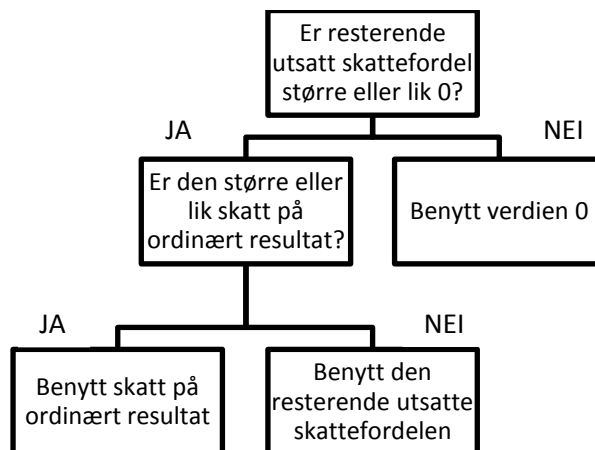 Er resterende
utsatt skattefordel
større eller lik 0?
JA
NEI
Er den større eller
lik skatt på
ordinært resultat?
Benytt verdien 0
JA
NEI
Benytt skatt på
ordinært resultat
Benytt den
resterende utsatte
skattefordelen